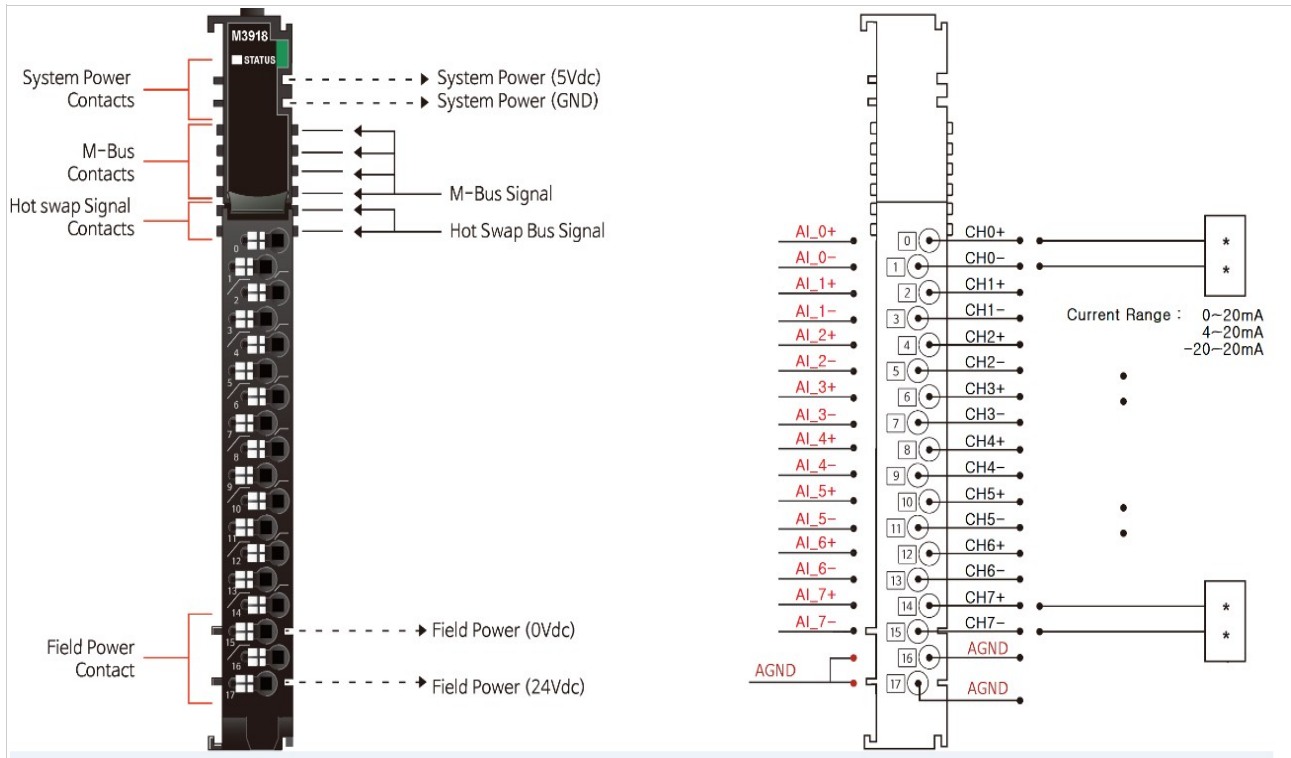 M3918
STATUS
System Power
Contacts
System Power (5Vdc)
System Power (GND)
M-Bus
Contacts
M-Bus Signal
Hot swap Signal
Contacts
Hot Swap Bus Signal
0
1
2
3
4
5
6
7
8
9
10
11
12
13
14
15
16
17
Field Power
Contact
Field Power (0Vdc)
Field Power (24Vdc)
AI_0+ 0 CH0+ *
AI_0- 1 CH0- *
AI_1+ 2 CH1+
AI_1- 3 CH1-
AI_2+ 4 CH2+
AI_2- 5 CH2-
AI_3+ 6 CH3+
AI_3- 7 CH3-
AI_4+ 8 CH4+
AI_4- 9 CH4-
AI_5+ 10 CH5+
AI_5- 11 CH5-
AI_6+ 12 CH6+
AI_6- 13 CH6-
AI_7+ 14 CH7+ *
AI_7- 15 CH7- *
16 AGND
AGND 17 AGND
Current Range : 0~20mA
4~20mA
-20~20mA